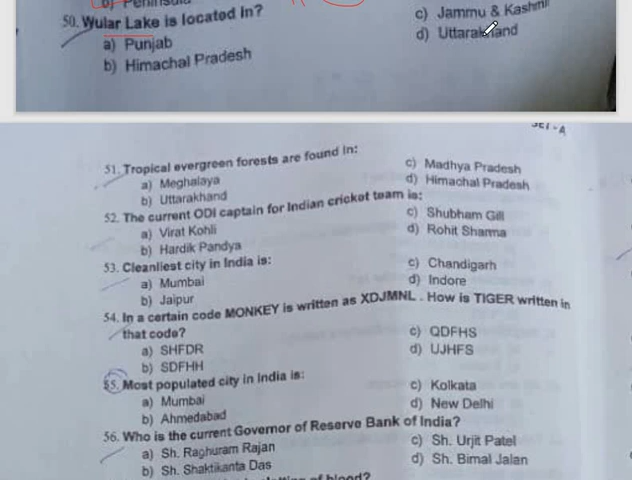 b) Peninsula
50. Wular Lake is located in?
a) Punjab
b) Himachal Pradesh
c) Jammu & Kashmir
d) Uttarakhand
SET-A
51. Tropical evergreen forests are found in:
a) Meghalaya
b) Uttarakhand
c) Madhya Pradesh
d) Himachal Pradesh
52. The current ODI captain for Indian cricket team is:
a) Virat Kohli
b) Hardik Pandya
c) Shubham Gill
d) Rohit Sharma
53. Cleanliest city in India is:
a) Mumbai
b) Jaipur
c) Chandigarh
d) Indore
54. In a certain code MONKEY is written as XDJMNL . How is TIGER written in
that code?
a) SHFDR
b) SDFHH
c) QDFHS
d) UJHFS
55. Most populated city in India is:
a) Mumbai
b) Ahmedabad
c) Kolkata
d) New Delhi
56. Who is the current Governor of Reserve Bank of India?
a) Sh. Raghuram Rajan
b) Sh. Shaktikanta Das
c) Sh. Urjit Patel
d) Sh. Bimal Jalan
of blood?